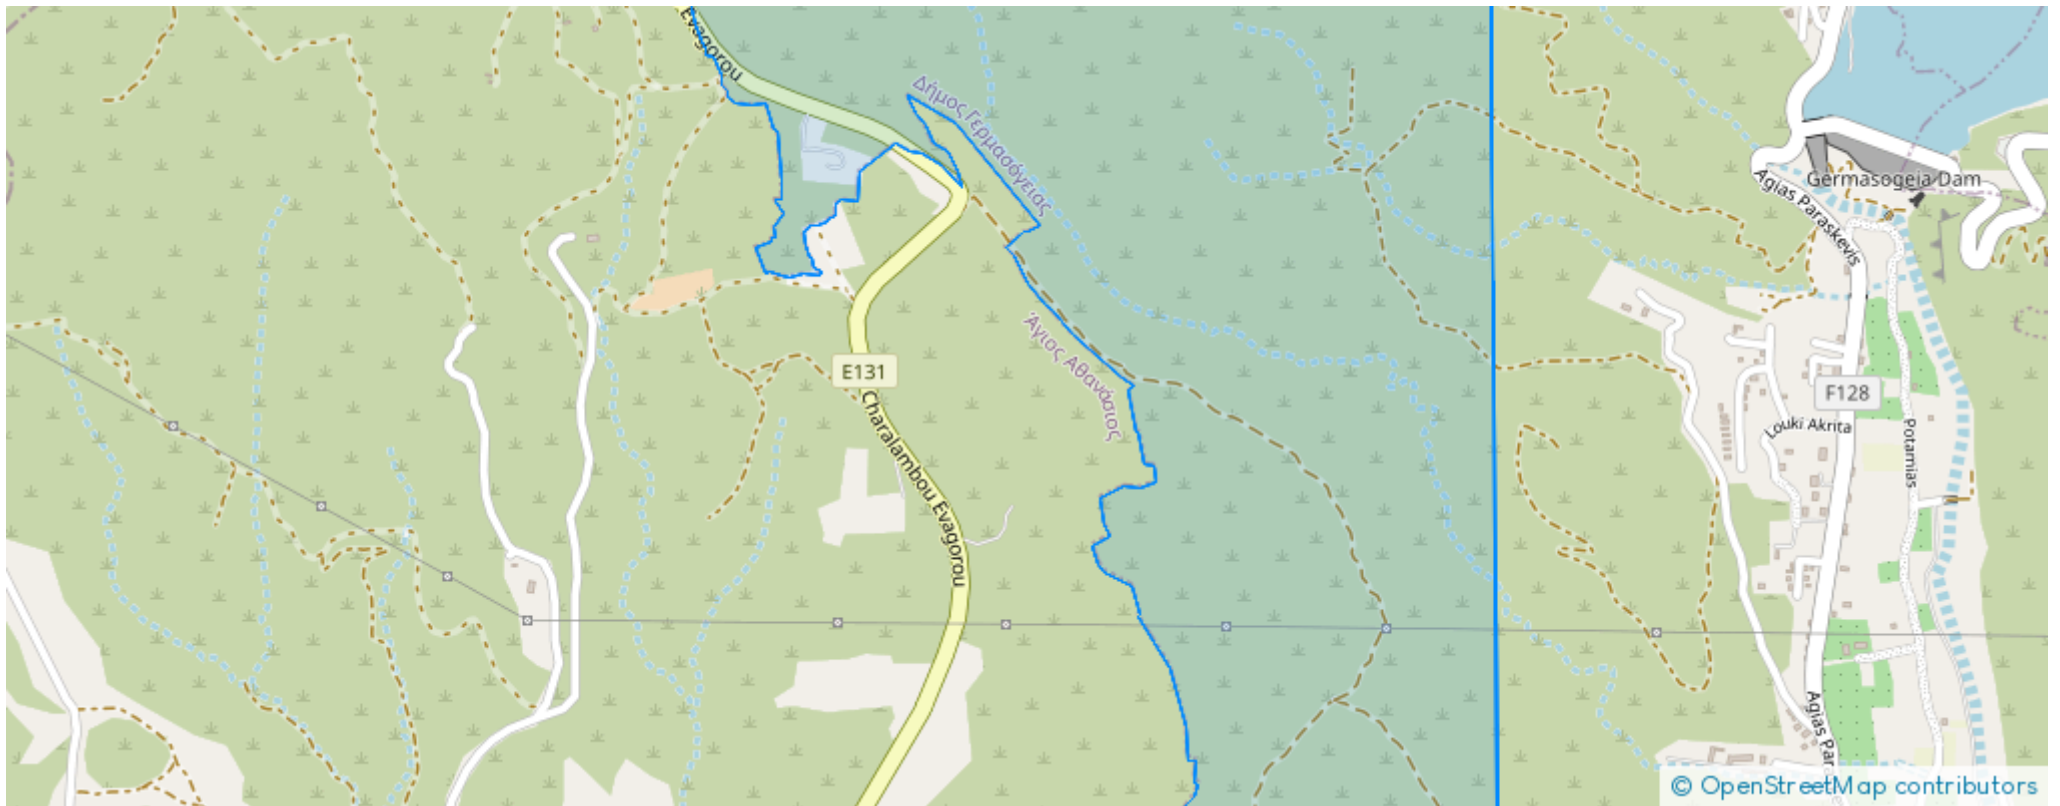 Evagorou
Δήμος Γερμασόγειας
Germasogeia Dam
Agias Paraskevis
Άγιος Αθανάσιος
E131
F128
Charalambou Evagorou
Louki Akrita
Potamias
Agias Par
© OpenStreetMap contributors